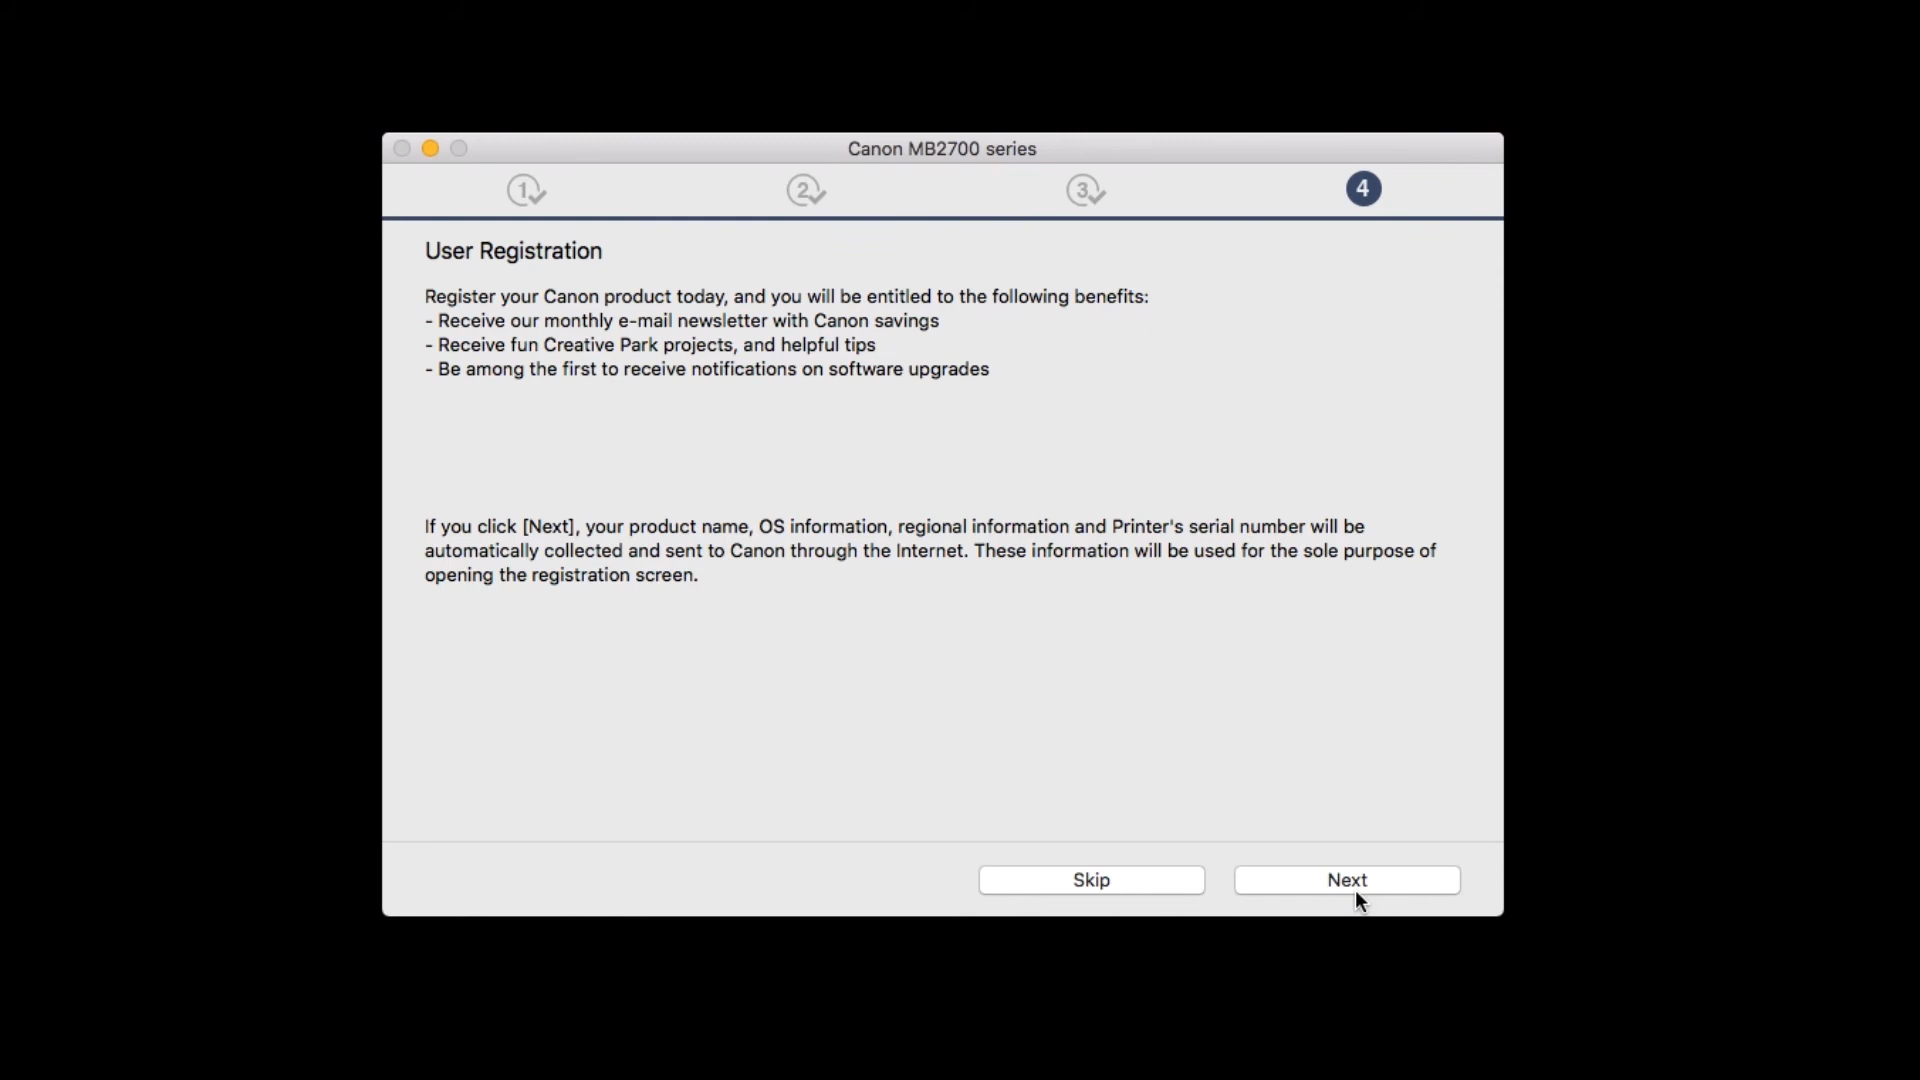 Canon MB2700 series
1 2 3 4
User Registration
Register your Canon product today, and you will be entitled to the following benefits:
- Receive our monthly e-mail newsletter with Canon savings
- Receive fun Creative Park projects, and helpful tips
- Be among the first to receive notifications on software upgrades
If you click [Next], your product name, OS information, regional information and Printer's serial number will be
automatically collected and sent to Canon through the Internet. These information will be used for the sole purpose of
opening the registration screen.
Skip Next